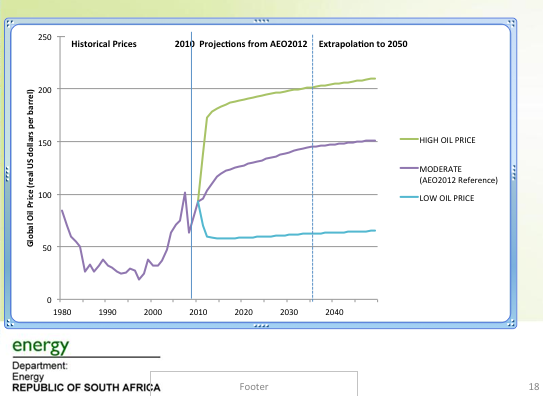 Historical Prices
2010 Projections from AEO2012
Extrapolation to 2050
Global Oil Price (real US dollars per barrel)
250
200
150
100
50
0
1980
1990
2000
2010
2020
2030
2040
HIGH OIL PRICE
MODERATE
(AEO2012 Reference)
LOW OIL PRICE
energy
Department:
Energy
REPUBLIC OF SOUTH AFRICA
Footer
18